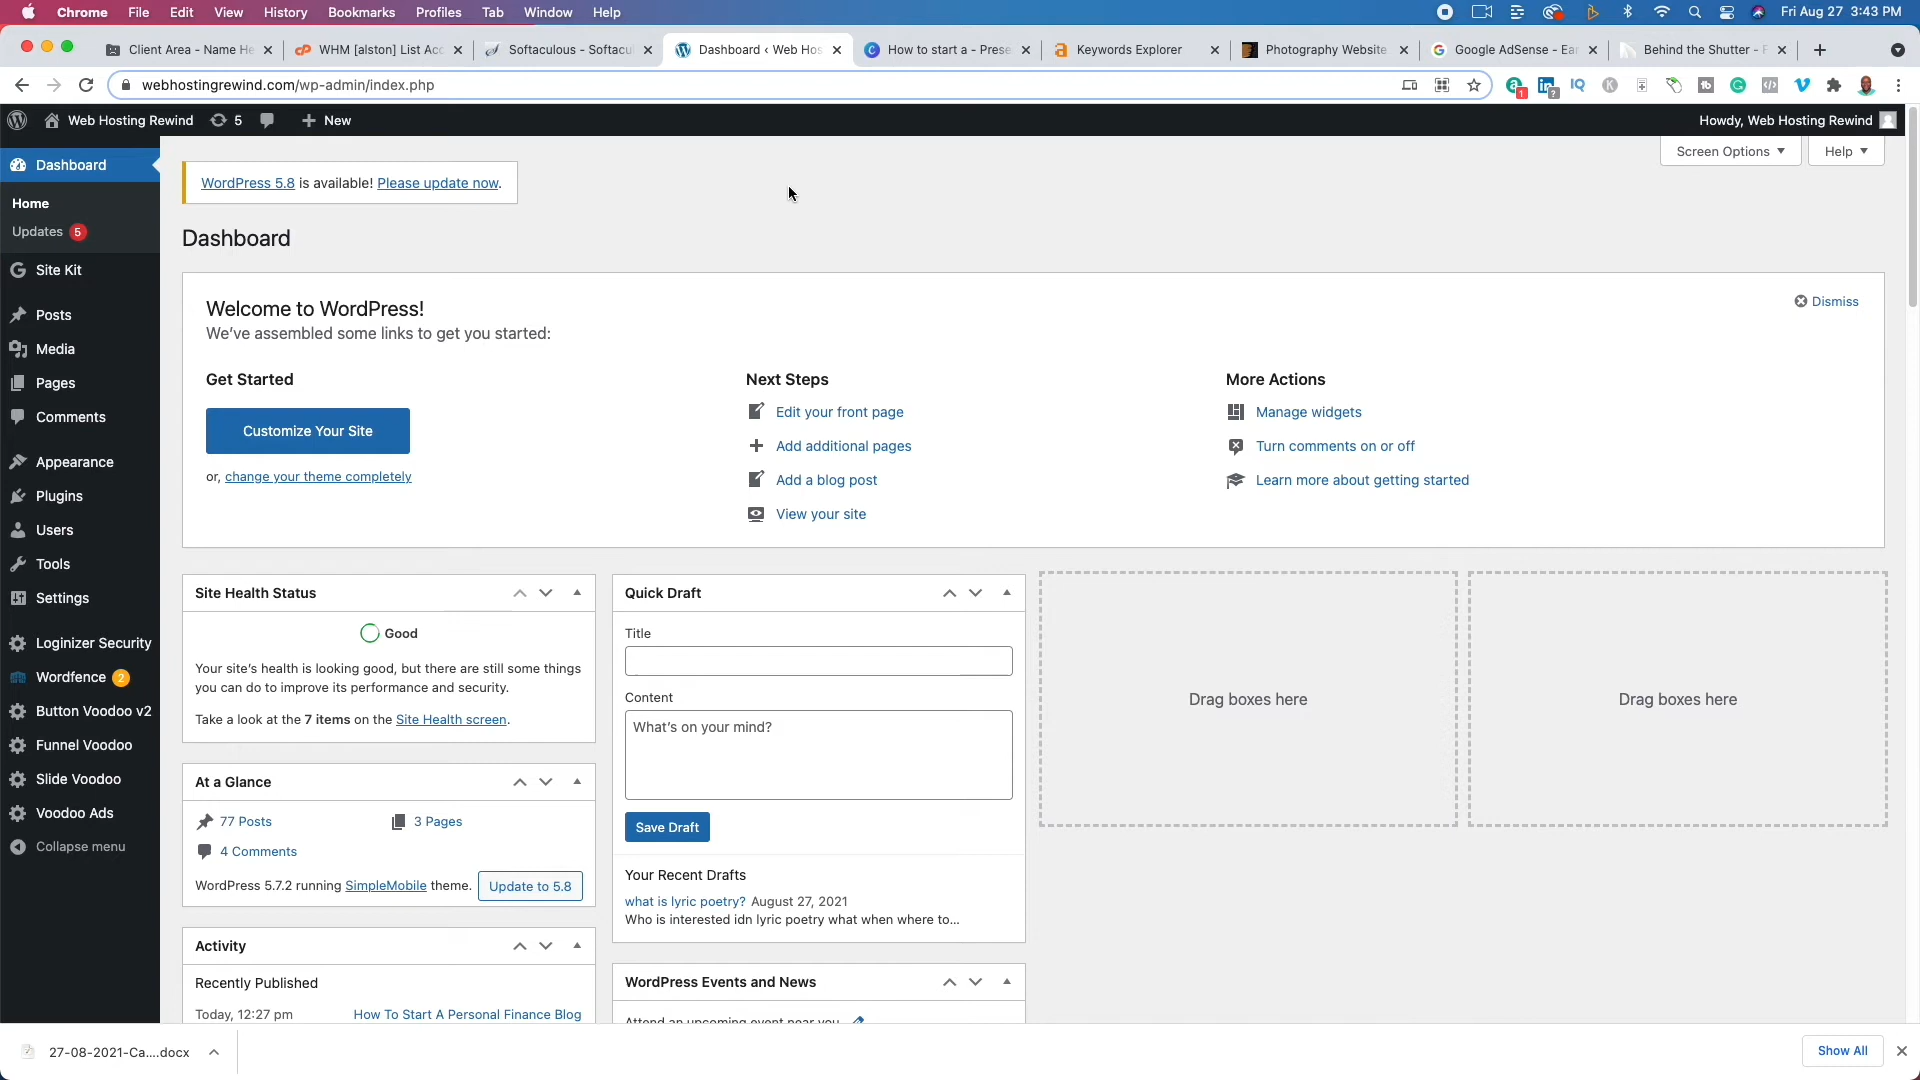 Chrome File Edit View History Bookmarks Profiles Tab Window Help Fri Aug 27 3:43 PM
Client Area - Name He WHM [alston] List Acc Softaculous - Softacul Dashboard ‹ Web Hos How to start a - Prese Keywords Explorer Photography Website Google AdSense - Ear Behind the Shutter - F
webhostingrewind.com/wp-admin/index.php
Web Hosting Rewind 5 New Howdy, Web Hosting Rewind
Dashboard
Home
Updates 5
Site Kit
Posts
Media
Pages
Comments
Appearance
Plugins
Users
Tools
Settings
Loginizer Security
Wordfence 2
Button Voodoo v2
Funnel Voodoo
Slide Voodoo
Voodoo Ads
Collapse menu
Screen Options Help
WordPress 5.8 is available! Please update now.
Dashboard
Welcome to WordPress!
We've assembled some links to get you started:
Dismiss
Get Started
Customize Your Site
or, change your theme completely
Next Steps
Edit your front page
Add additional pages
Add a blog post
View your site
More Actions
Manage widgets
Turn comments on or off
Learn more about getting started
Site Health Status
Good
Your site's health is looking good, but there are still some things
you can do to improve its performance and security.
Take a look at the 7 items on the Site Health screen.
At a Glance
77 Posts 3 Pages
4 Comments
WordPress 5.7.2 running SimpleMobile theme. Update to 5.8
Activity
Recently Published
Today, 12:27 pm How To Start A Personal Finance Blog
Quick Draft
Title
Content
What's on your mind?
Save Draft
Your Recent Drafts
what is lyric poetry? August 27, 2021
Who is interested idn lyric poetry what when where to...
WordPress Events and News
Attend an upcoming event near you
Drag boxes here
Drag boxes here
27-08-2021-Ca....docx
Show All